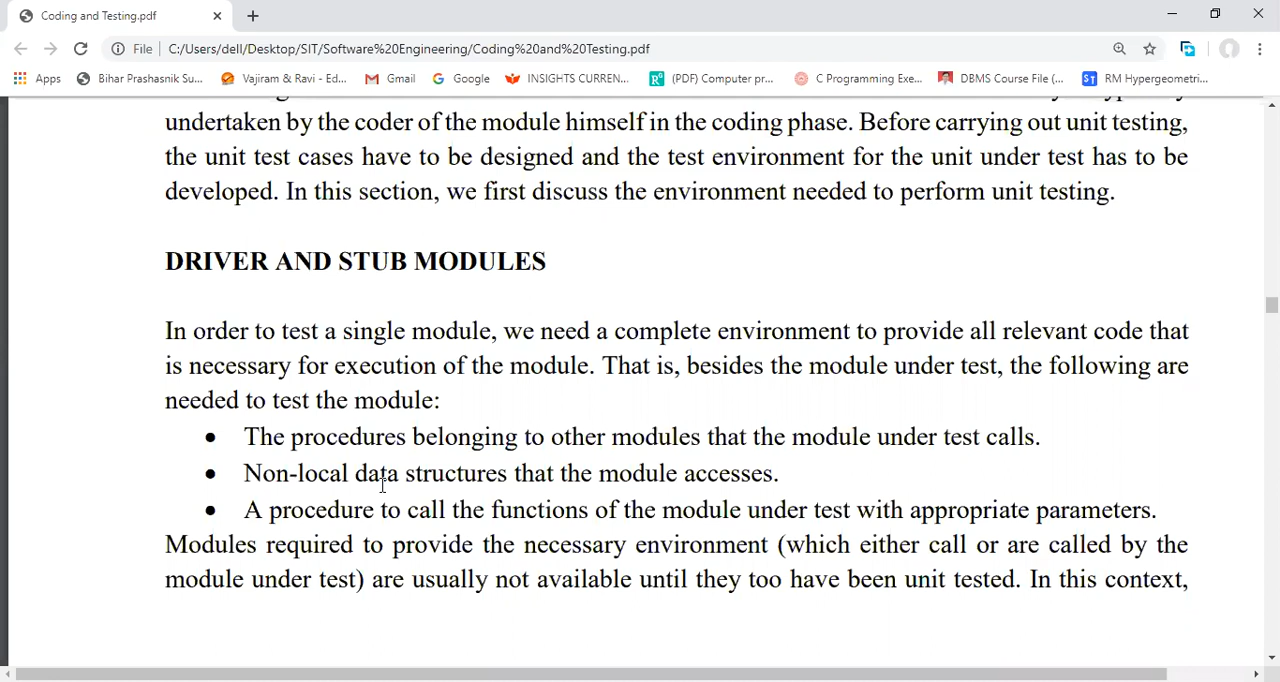 Coding and Testing.pdf
File C:/Users/dell/Desktop/SIT/Software%20Engineering/Coding%20and%20Testing.pdf
Apps Bihar Prashasnik Su... Vajiram & Ravi - Ed... Gmail Google INSIGHTS CURREN... (PDF) Computer pr... C Programming Exe... DBMS Course File (... ST RM Hypergeometri...
undertaken by the coder of the module himself in the coding phase. Before carrying out unit testing,
the unit test cases have to be designed and the test environment for the unit under test has to be
developed. In this section, we first discuss the environment needed to perform unit testing.
DRIVER AND STUB MODULES
In order to test a single module, we need a complete environment to provide all relevant code that
is necessary for execution of the module. That is, besides the module under test, the following are
needed to test the module:
• The procedures belonging to other modules that the module under test calls.
• Non-local data structures that the module accesses.
• A procedure to call the functions of the module under test with appropriate parameters.
Modules required to provide the necessary environment (which either call or are called by the
module under test) are usually not available until they too have been unit tested. In this context,